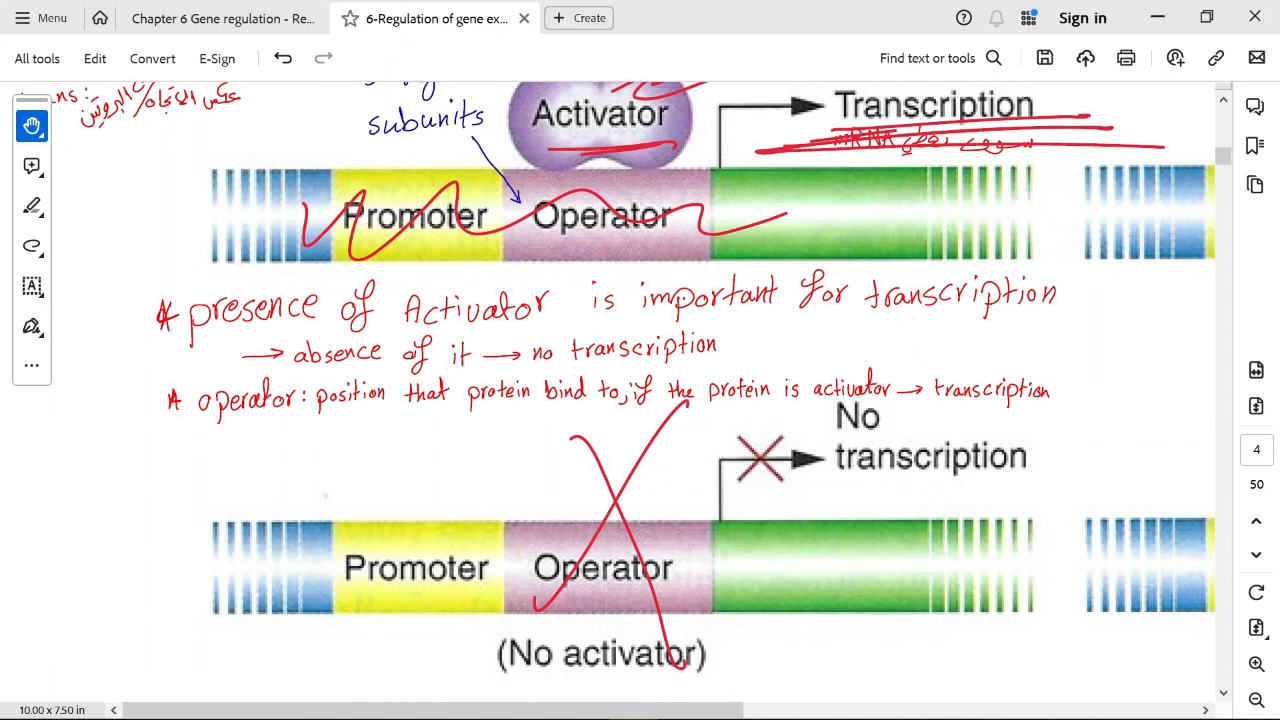 Menu
Chapter 6 Gene regulation - Re...
6-Regulation of gene ex...
Create
Sign in
All tools
Edit
Convert
E-Sign
Find text or tools
عكس الاتجاه/البروتين
subunits
Activator
Transcription
mRNA
Promoter
Operator
* presence of Activator is important for transcription
→ absence of it → no transcription
* operator: position that protein bind to, if the protein is activator → transcription
No
transcription
Promoter
Operator
(No activator)
4
50
10.00 x 7.50 in